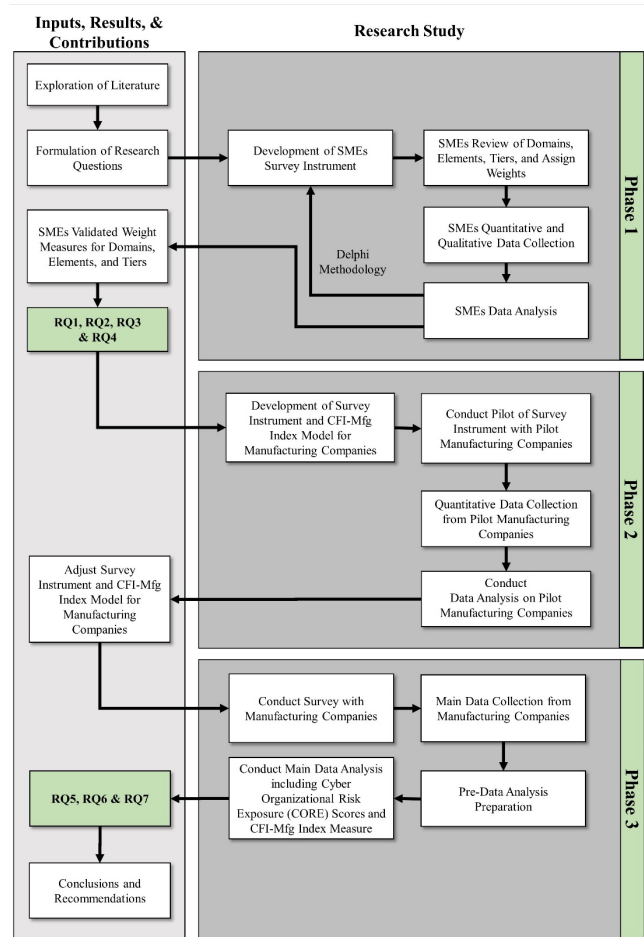 Inputs, Results, &
Contributions
Research Study
Exploration of Literature
Formulation of Research
Questions
Development of SMEs
Survey Instrument
SMEs Review of Domains,
Elements, Tiers, and Assign
Weights
SMEs Quantitative and
Qualitative Data Collection
SMEs Data Analysis
Delphi
Methodology
SMEs Validated Weight
Measures for Domains,
Elements, and Tiers
RQ1, RQ2, RQ3
& RQ4
Phase 1
Development of Survey
Instrument and CFI-Mfg
Index Model for
Manufacturing Companies
Conduct Pilot of Survey
Instrument with Pilot
Manufacturing Companies
Quantitative Data Collection
from Pilot Manufacturing
Companies
Conduct
Data Analysis on Pilot
Manufacturing Companies
Adjust Survey
Instrument and CFI-Mfg
Index Model for
Manufacturing
Companies
Phase 2
Conduct Survey with
Manufacturing Companies
Main Data Collection from
Manufacturing Companies
Pre-Data Analysis
Preparation
Conduct Main Data Analysis
including Cyber
Organizational Risk
Exposure (CORE) Scores and
CFI-Mfg Index Measure
RQ5, RQ6 & RQ7
Conclusions and
Recommendations
Phase 3